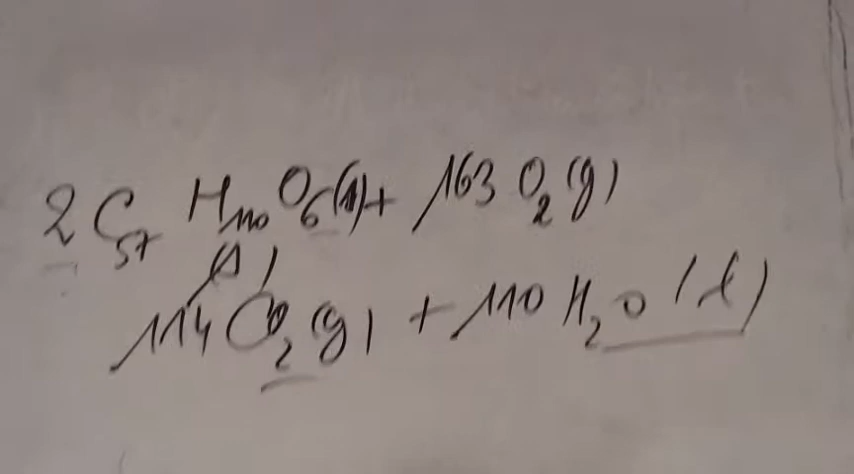 2 C₅₇ H₁₁₀ O₆(s) + 163 O₂(g)
114 CO₂(g) + 110 H₂O (l)